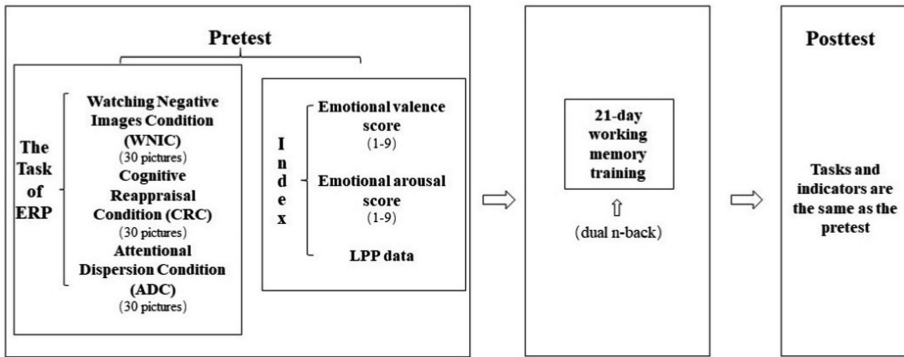 Pretest
The
Task
of
ERP
Watching Negative
Images Condition
(WNIC)
(30 pictures)
Cognitive
Reappraisal
Condition (CRC)
(30 pictures)
Attentional
Dispersion Condition
(ADC)
(30 pictures)
I
n
d
e
x
Emotional valence
score
(1-9)
Emotional arousal
score
(1-9)
LPP data
21-day
working
memory
training
(dual n-back)
Posttest
Tasks and
indicators are
the same as the
pretest